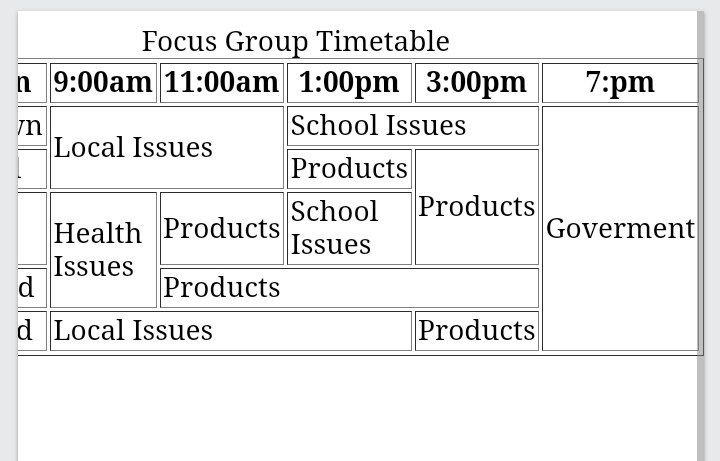 Focus Group Timetable
n 9:00am 11:00am 1:00pm 3:00pm 7:pm
wn Local Issues School Issues Goverment
Products Products
Health Issues Products School Issues
d Products
d Local Issues Products